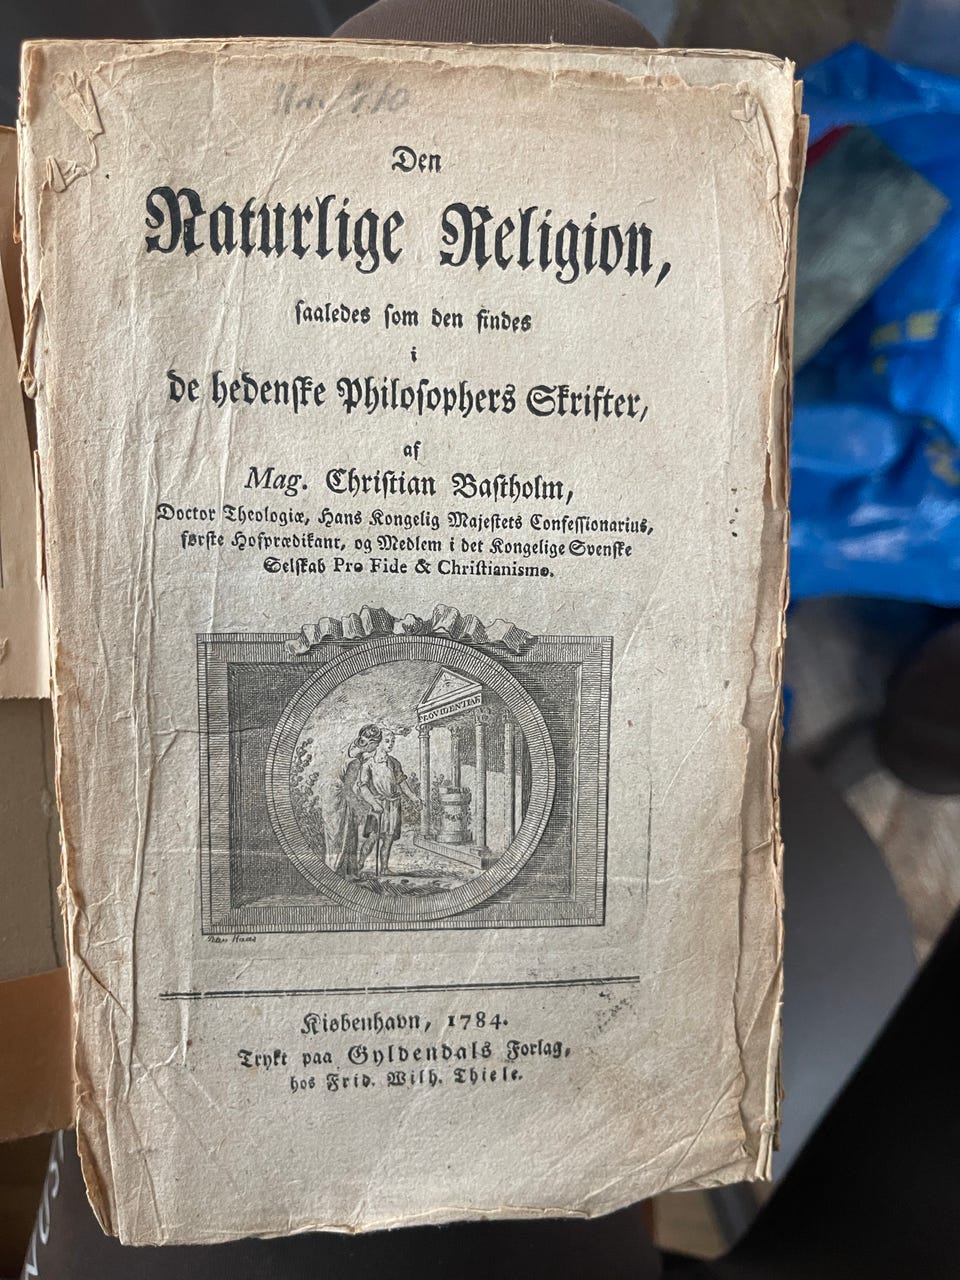 Den
Naturlige Religion,
saaledes som den findes
i
de hedenske Philosophers Skrifter,
af
Mag. Christian Bastholm,
Doctor Theologiæ, Hans Kongelig Majestets Confessionarius,
første Hofprædikant, og Medlem i det Kongelige Svenske
Selskab Pro Fide & Christianismo.
PROVIDENTIAE
Peter Haas
Kiøbenhavn, 1784.
Trykt paa Gyldendals Forlag,
hos Frid. Wilh. Thiele.